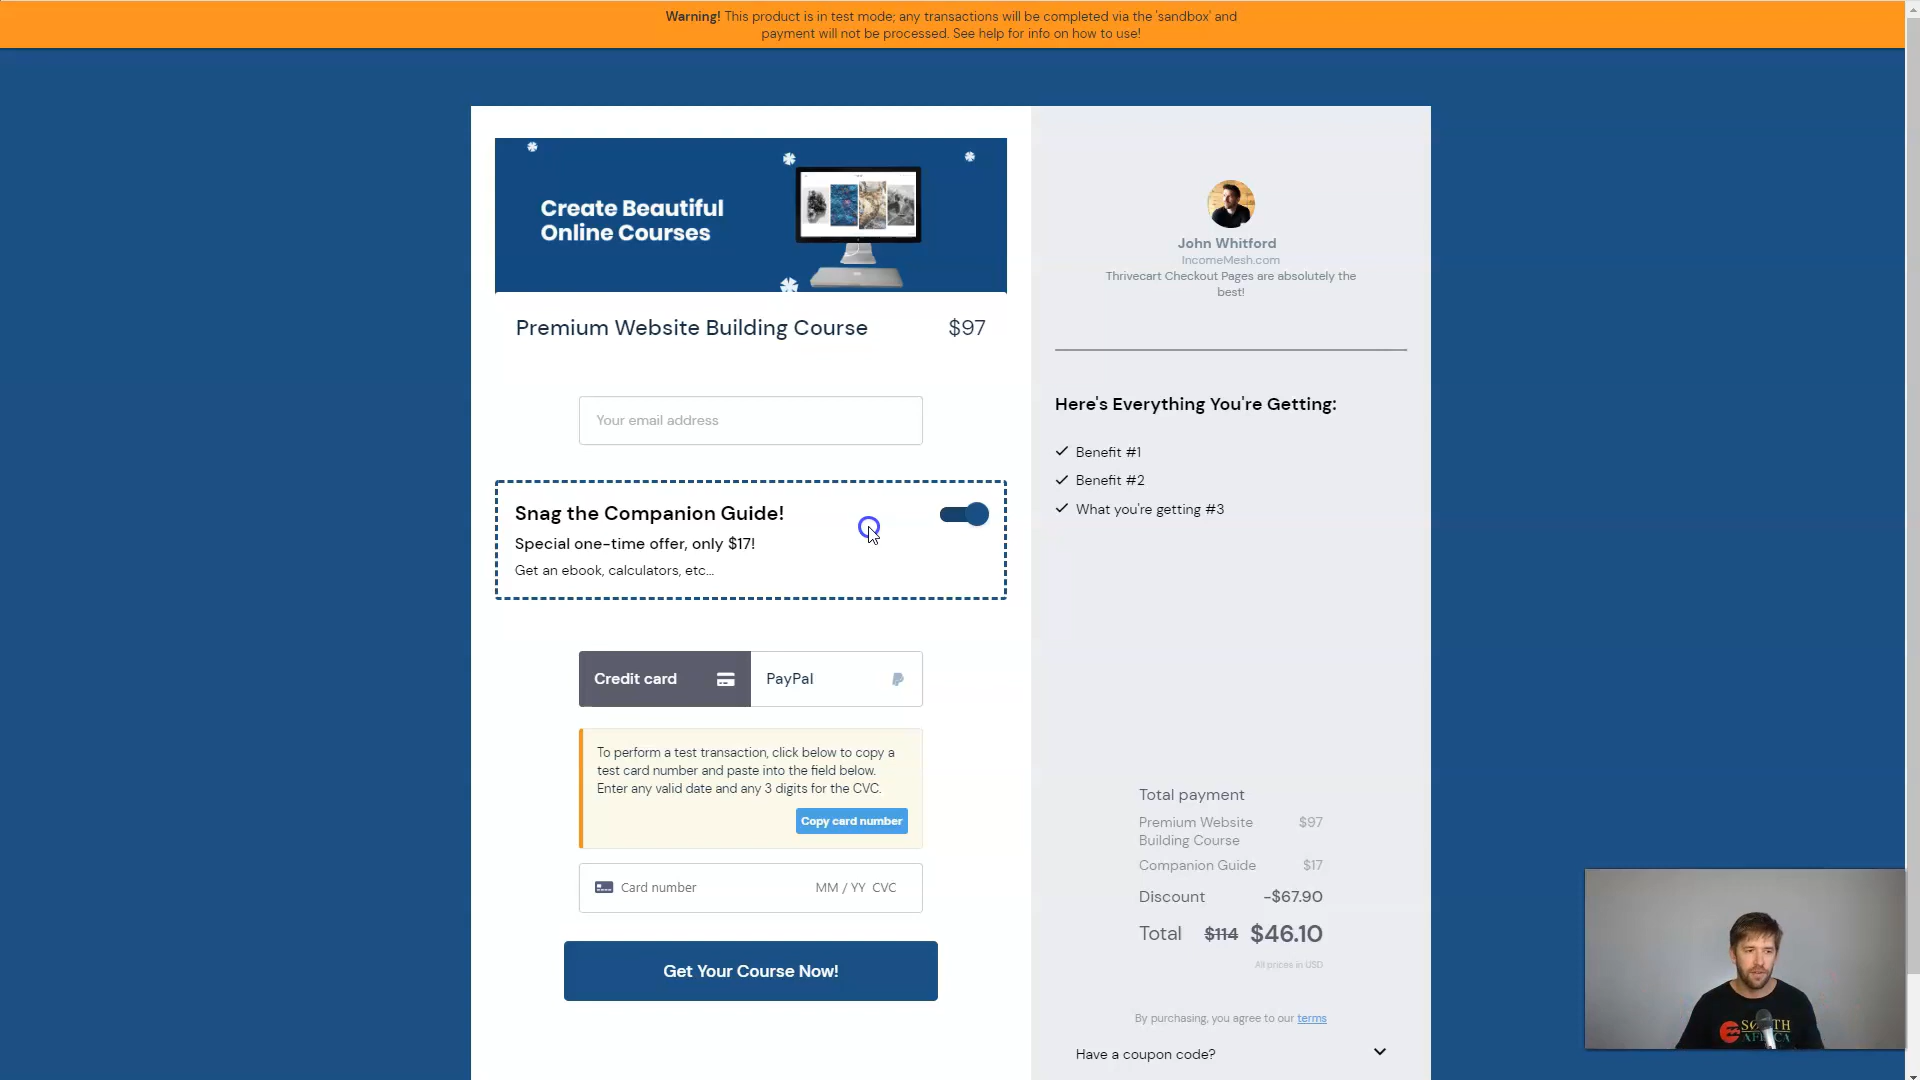 Warning! This product is in test mode; any transactions will be completed via the 'sandbox' and
payment will not be processed. See help for info on how to use!
Create Beautiful
Online Courses
Premium Website Building Course $97
Your email address
Snag the Companion Guide!
Special one-time offer, only $17!
Get an ebook, calculators, etc...
Credit card
PayPal
To perform a test transaction, click below to copy a
test card number and paste into the field below.
Enter any valid date and any 3 digits for the CVC.
Copy card number
Card number MM / YY CVC
Get Your Course Now!
John Whitford
IncomeMesh.com
Thrivecart Checkout Pages are absolutely the
best!
Here's Everything You're Getting:
Benefit #1
Benefit #2
What you're getting #3
Total payment
Premium Website $97
Building Course
Companion Guide $17
Discount -$67.90
Total $114 $46.10
All prices in USD
By purchasing, you agree to our terms
Have a coupon code?
SOUTH
AFRICA